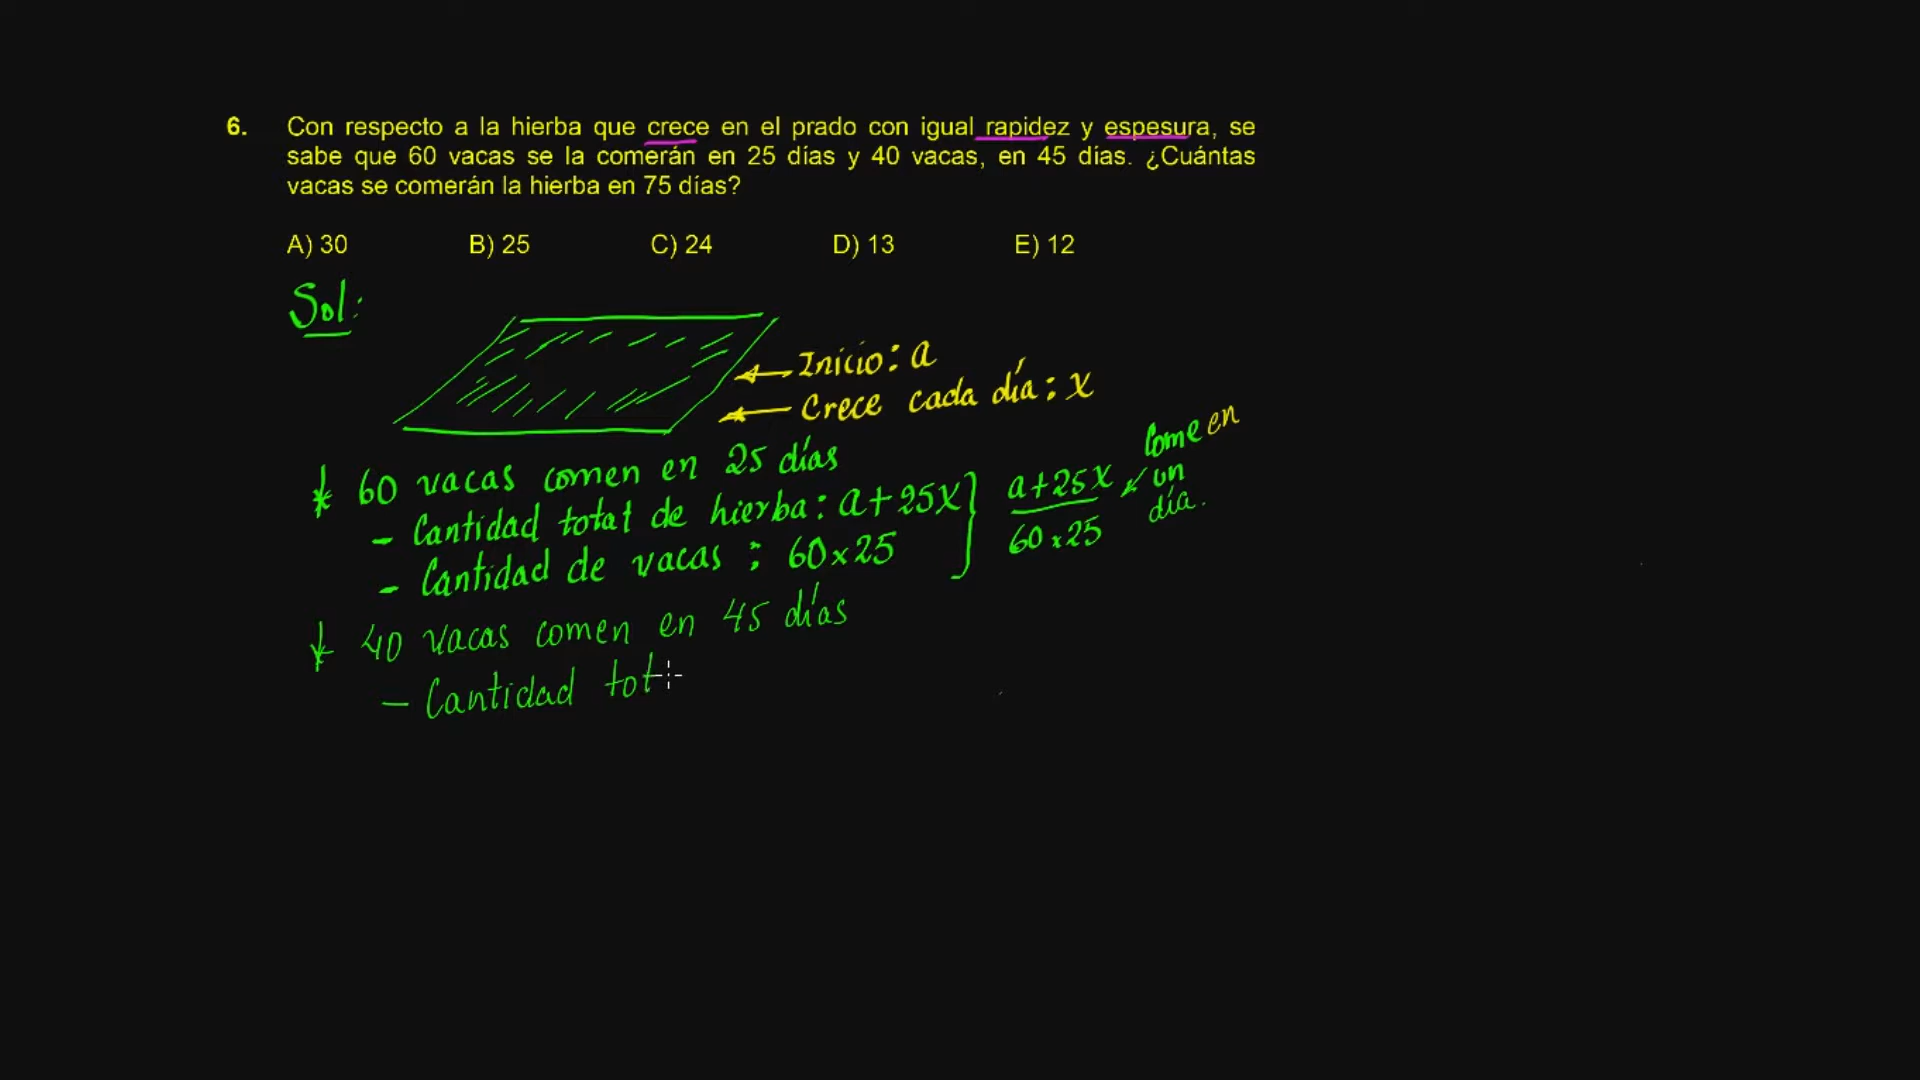 6. Con respecto a la hierba que crece en el prado con igual rapidez y espesura, se
sabe que 60 vacas se la comerán en 25 días y 40 vacas, en 45 días. ¿Cuántas
vacas se comerán la hierba en 75 días?
A) 30 B) 25 C) 24 D) 13 E) 12
Sol:
Inicio: a
Crece cada día: x
* 60 vacas comen en 25 días
- Cantidad total de hierba: a+25x
- Cantidad de vacas : 60x25
a+25x
60x25
Come en
un
día.
* 40 vacas comen en 45 días
- Cantidad tot